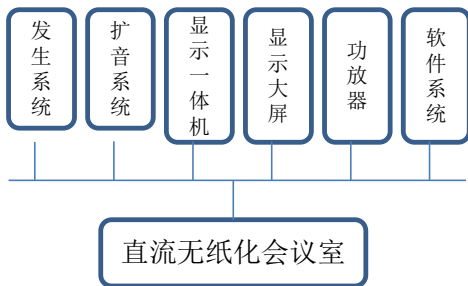 发生系统
扩音系统
显示一体机
显示大屏
功放器
软件系统
直流无纸化会议室